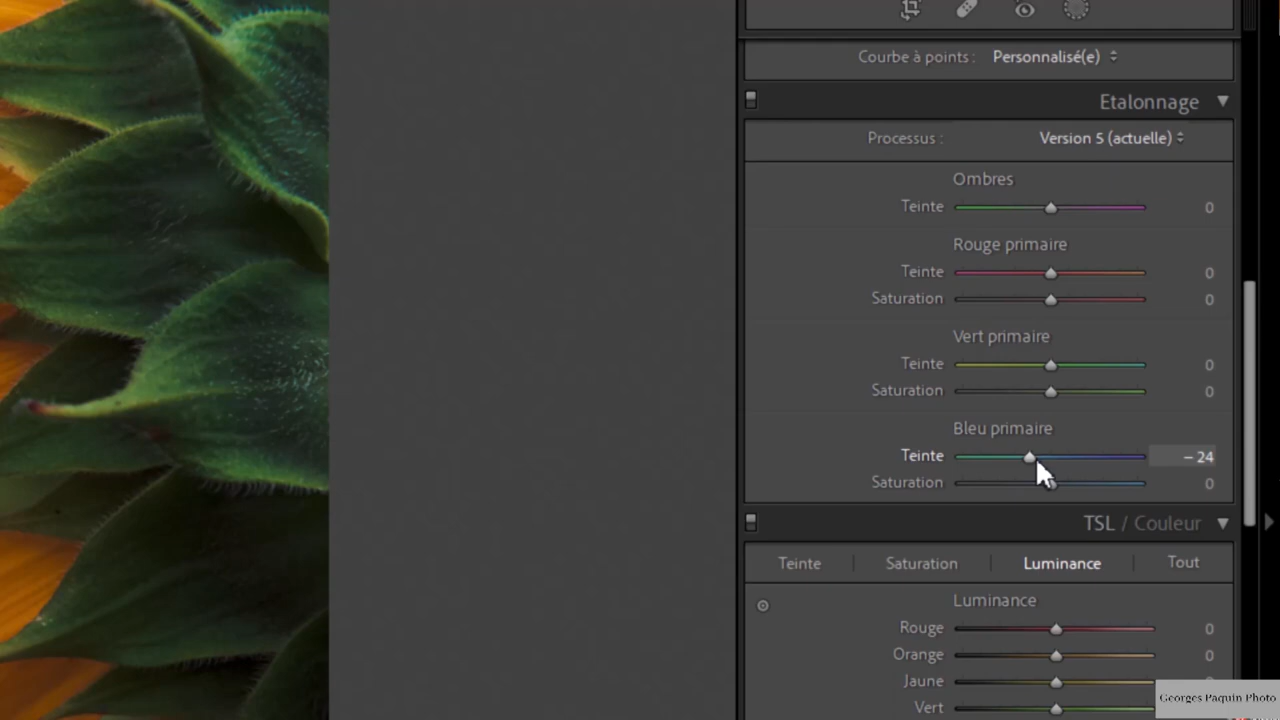 Courbe à points : Personnalisé(e)
Etalonnage
Processus : Version 5 (actuelle)
Ombres
Teinte 0
Rouge primaire
Teinte 0
Saturation 0
Vert primaire
Teinte 0
Saturation 0
Bleu primaire
Teinte – 24
Saturation 0
TSL / Couleur
Teinte Saturation Luminance Tout
Luminance
Rouge 0
Orange 0
Jaune
Vert
Georges Paquin Photo